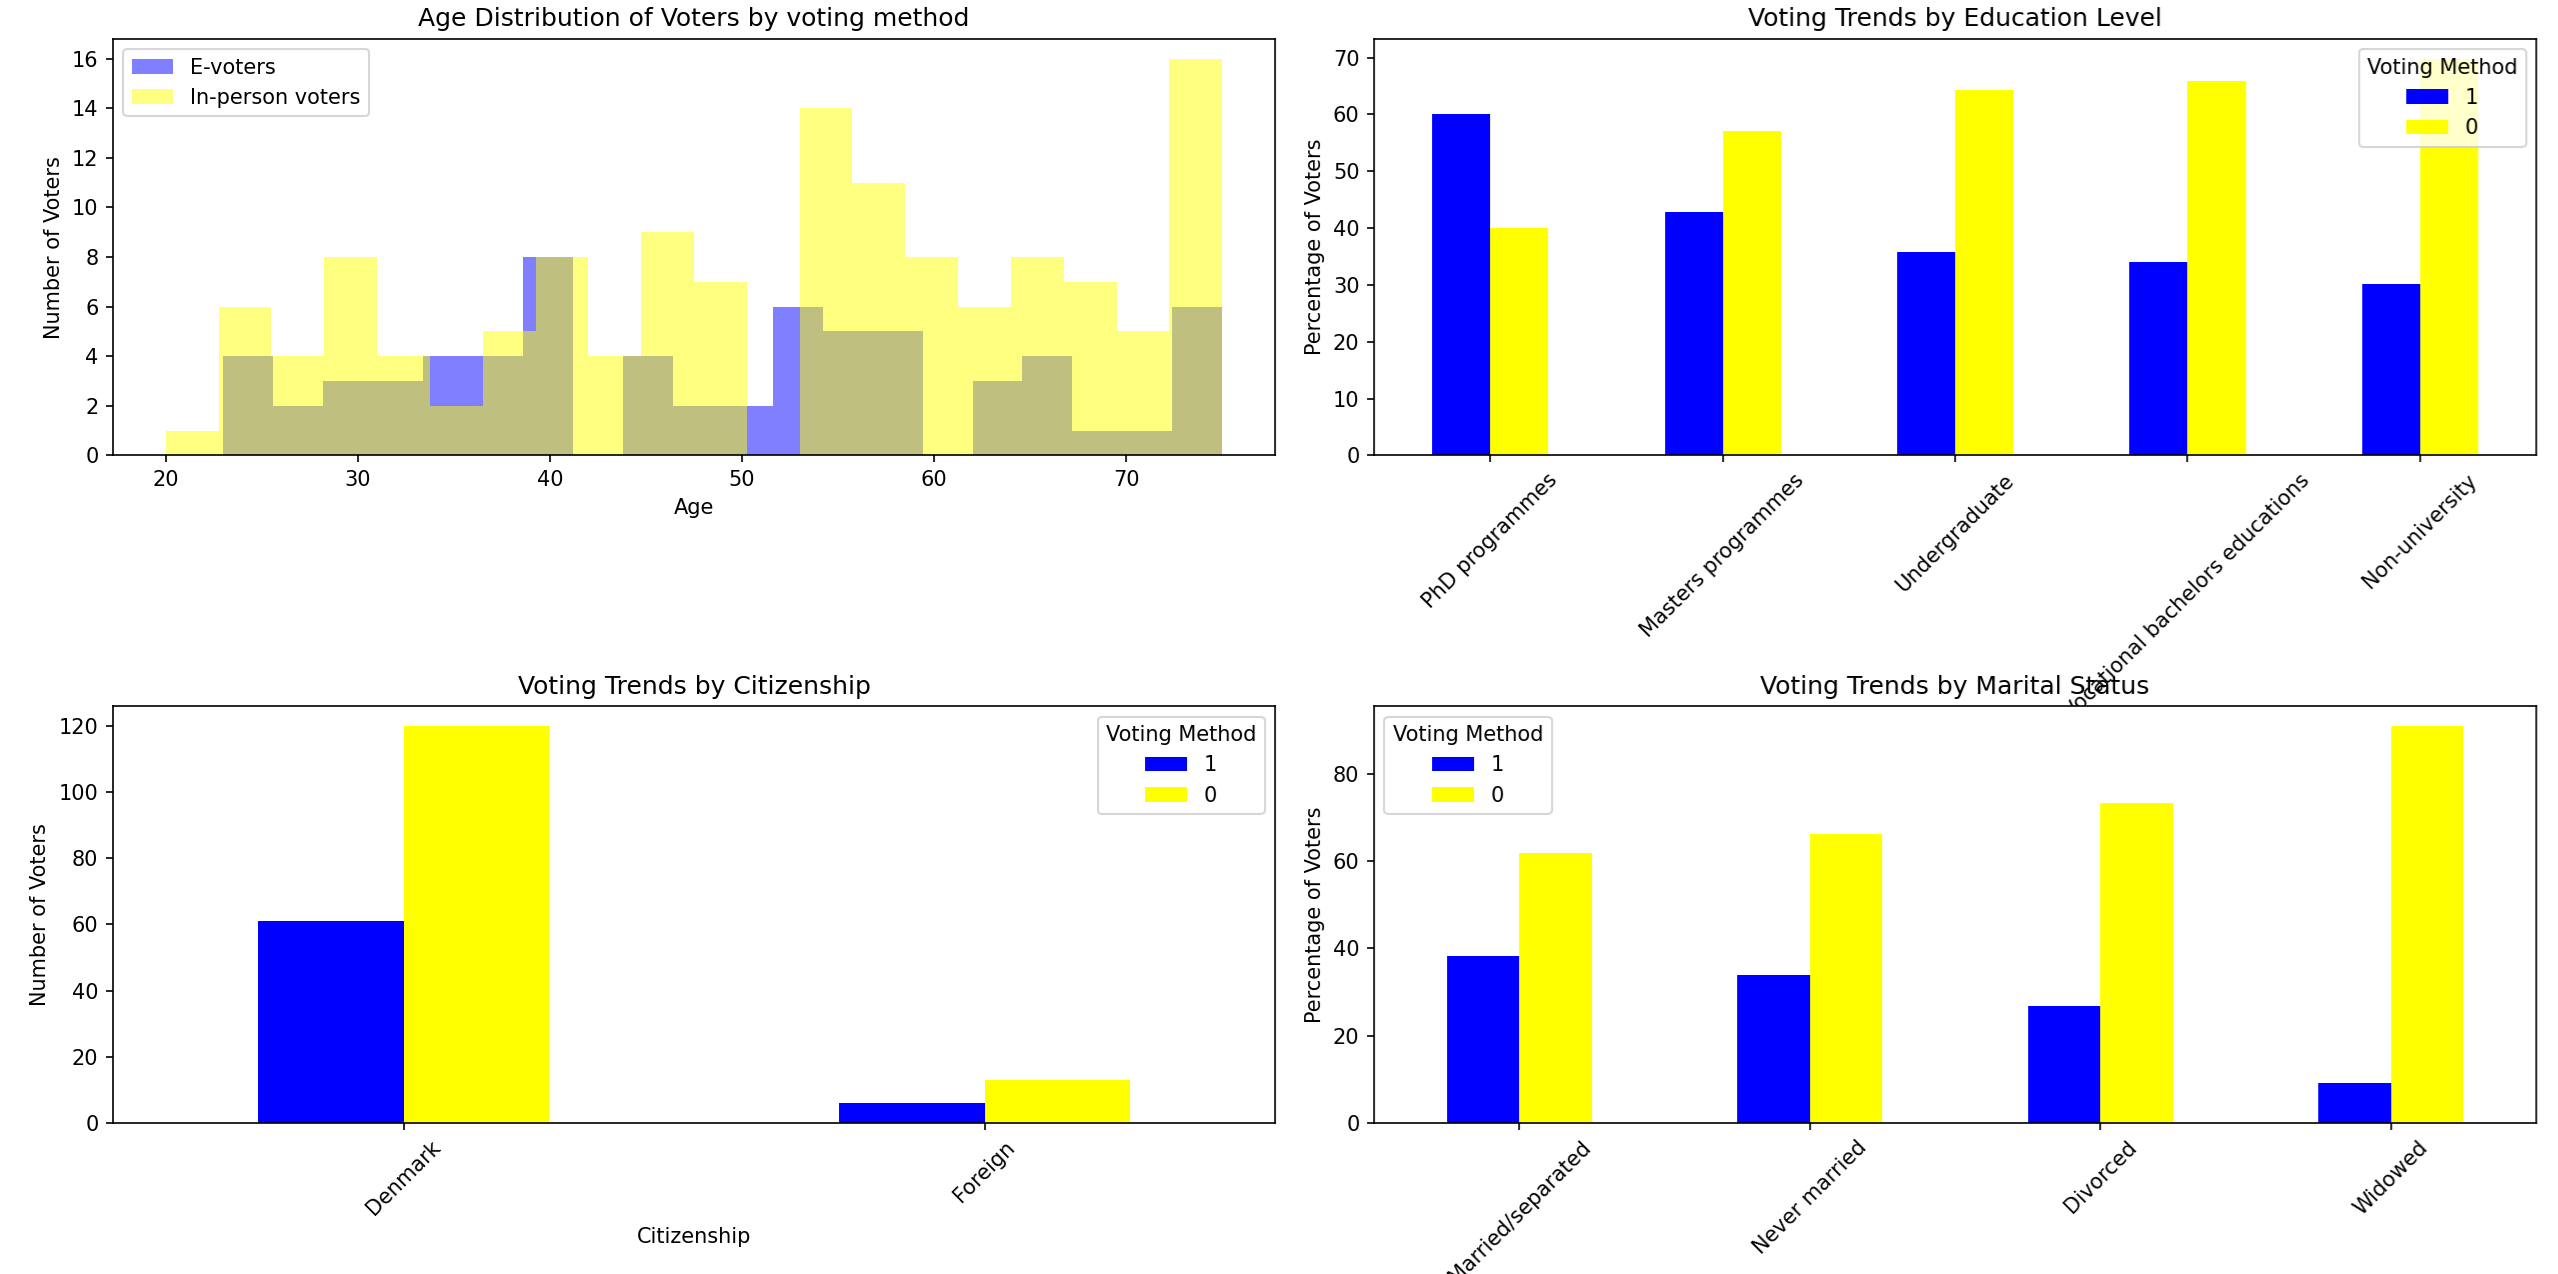 Age Distribution of Voters by voting method
E-voters
In-person voters
Number of Voters
16
14
12
10
8
6
4
2
0
20 30 40 50 60 70
Age
Voting Trends by Education Level
Voting Method
1
0
Percentage of Voters
70
60
50
40
30
20
10
0
PhD programmes
Masters programmes
Undergraduate
Vocational bachelors educations
Non-university
Voting Trends by Citizenship
Voting Method
1
0
Number of Voters
120
100
80
60
40
20
0
Denmark
Foreign
Citizenship
Voting Trends by Marital Status
Voting Method
1
0
Percentage of Voters
80
60
40
20
0
Married/separated
Never married
Divorced
Widowed